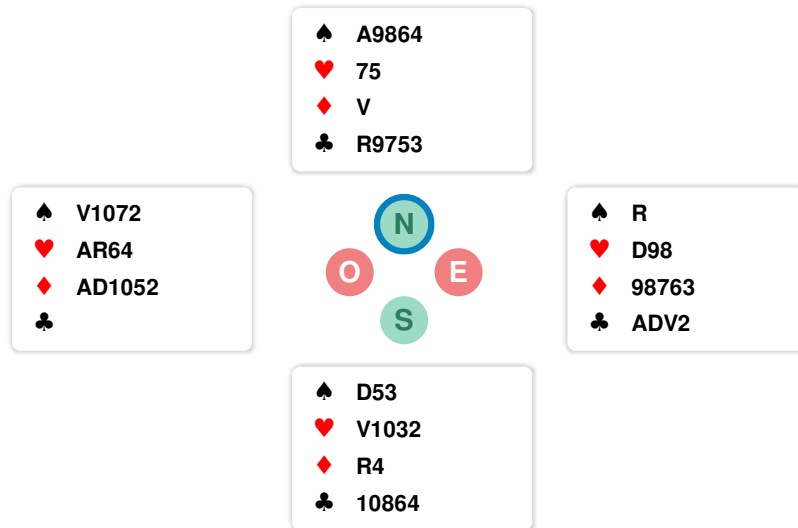 ♠ A9864
♥ 75
♦ V
♣ R9753
♠ V1072
♥ AR64
♦ AD1052
♣
N
O
E
S
♠ R
♥ D98
♦ 98763
♣ ADV2
♠ D53
♥ V1032
♦ R4
♣ 10864